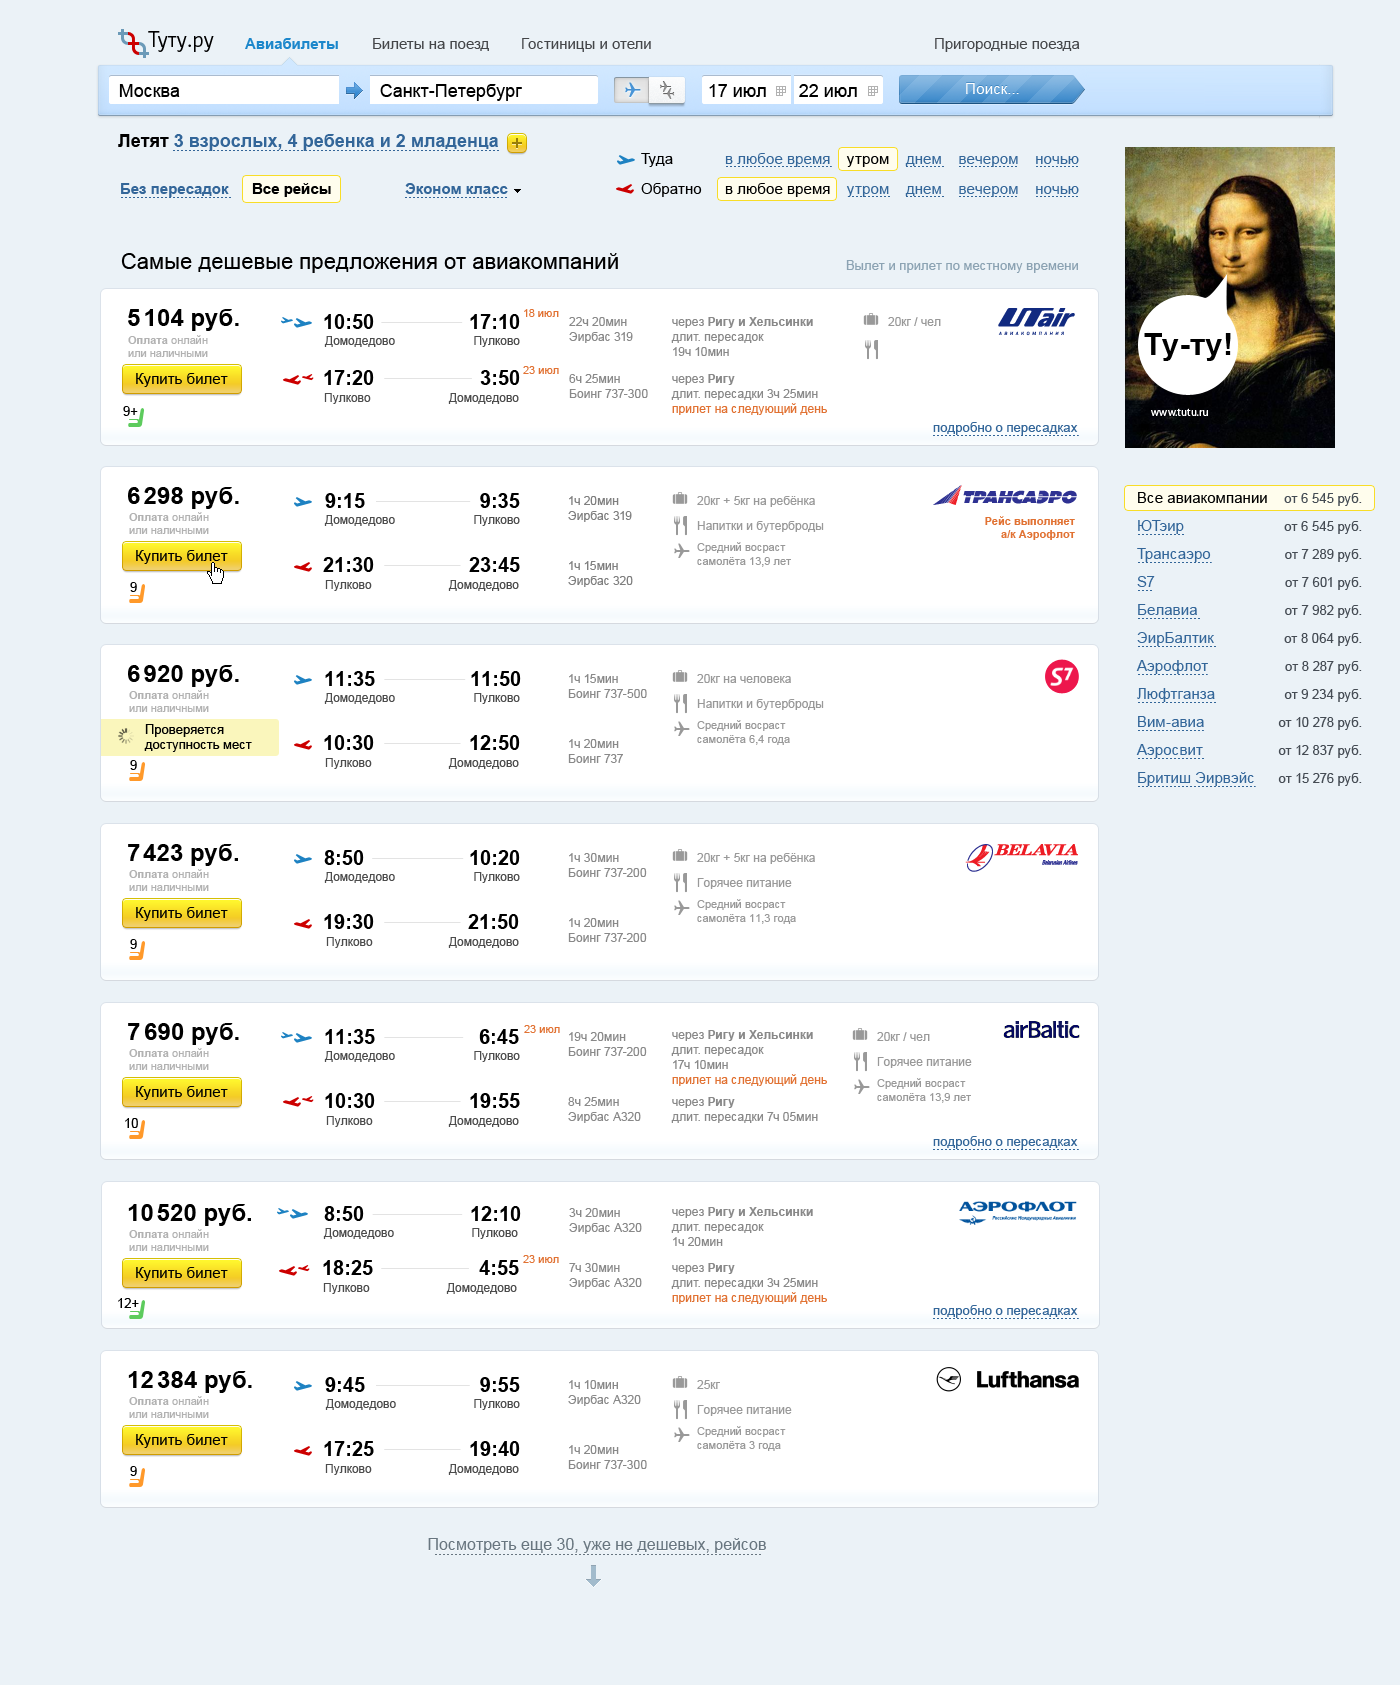 Туту.ру
Авиабилеты
Билеты на поезд
Гостиницы и отели
Пригородные поезда
Москва
Санкт-Петербург
17 июл
22 июл
Поиск...
Летят 3 взрослых, 4 ребенка и 2 младенца
Туда в любое время утром днем вечером ночью
Без пересадок Все рейсы Эконом класс
Обратно в любое время утром днем вечером ночью
Самые дешевые предложения от авиакомпаний
Вылет и прилет по местному времени
5 104 руб.
Оплата онлайн
или наличными
Купить билет
9+
10:50 17:10 18 июл
Домодедово Пулково
22ч 20мин
Эирбас 319
через Ригу и Хельсинки
длит. пересадок
19ч 10мин
20кг / чел
UTair
АВИАКОМПАНИЯ
17:20 3:50 23 июл
Пулково Домодедово
6ч 25мин
Боинг 737-300
через Ригу
длит. пересадки 3ч 25мин
прилет на следующий день
подробно о пересадках
6 298 руб.
Оплата онлайн
или наличными
Купить билет
9
9:15 9:35
Домодедово Пулково
1ч 20мин
Эирбас 319
20кг + 5кг на ребёнка
Напитки и бутерброды
Средний возраст
самолёта 13,9 лет
ТРАНСАЭРО
Рейс выполняет
а/к Аэрофлот
21:30 23:45
Пулково Домодедово
1ч 15мин
Эирбас 320
6 920 руб.
Оплата онлайн
или наличными
Проверяется
доступность мест
9
11:35 11:50
Домодедово Пулково
1ч 15мин
Боинг 737-500
20кг на человека
Напитки и бутерброды
Средний возраст
самолёта 6,4 года
S7
10:30 12:50
Пулково Домодедово
1ч 20мин
Боинг 737
7 423 руб.
Оплата онлайн
или наличными
Купить билет
9
8:50 10:20
Домодедово Пулково
1ч 30мин
Боинг 737-200
20кг + 5кг на ребёнка
Горячее питание
Средний возраст
самолёта 11,3 года
BELAVIA
Belarusian Airlines
19:30 21:50
Пулково Домодедово
1ч 20мин
Боинг 737-200
7 690 руб.
Оплата онлайн
или наличными
Купить билет
10
11:35 6:45 23 июл
Домодедово Пулково
19ч 20мин
Боинг 737-200
через Ригу и Хельсинки
длит. пересадок
17ч 10мин
прилет на следующий день
20кг / чел
Горячее питание
Средний возраст
самолёта 13,9 лет
airBaltic
10:30 19:55
Пулково Домодедово
8ч 25мин
Эирбас А320
через Ригу
длит. пересадки 7ч 05мин
подробно о пересадках
10 520 руб.
Оплата онлайн
или наличными
Купить билет
12+
8:50 12:10
Домодедово Пулково
3ч 20мин
Эирбас А320
через Ригу и Хельсинки
длит. пересадок
1ч 20мин
АЭРОФЛОТ
Российские Международные Авиалинии
18:25 4:55 23 июл
Пулково Домодедово
7ч 30мин
Эирбас А320
через Ригу
длит. пересадки 3ч 25мин
прилет на следующий день
подробно о пересадках
12 384 руб.
Оплата онлайн
или наличными
Купить билет
9
9:45 9:55
Домодедово Пулково
1ч 10мин
Эирбас А320
25кг
Горячее питание
Средний возраст
самолёта 3 года
Lufthansa
17:25 19:40
Пулково Домодедово
1ч 20мин
Боинг 737-300
Посмотреть еще 30, уже не дешевых, рейсов
Ту-ту!
www.tutu.ru
Все авиакомпании от 6 545 руб.
ЮТэир от 6 545 руб.
Трансаэро от 7 289 руб.
S7 от 7 601 руб.
Белавиа от 7 982 руб.
ЭирБалтик от 8 064 руб.
Аэрофлот от 8 287 руб.
Люфтганза от 9 234 руб.
Вим-авиа от 10 278 руб.
Аэросвит от 12 837 руб.
Бритиш Эирвэйс от 15 276 руб.